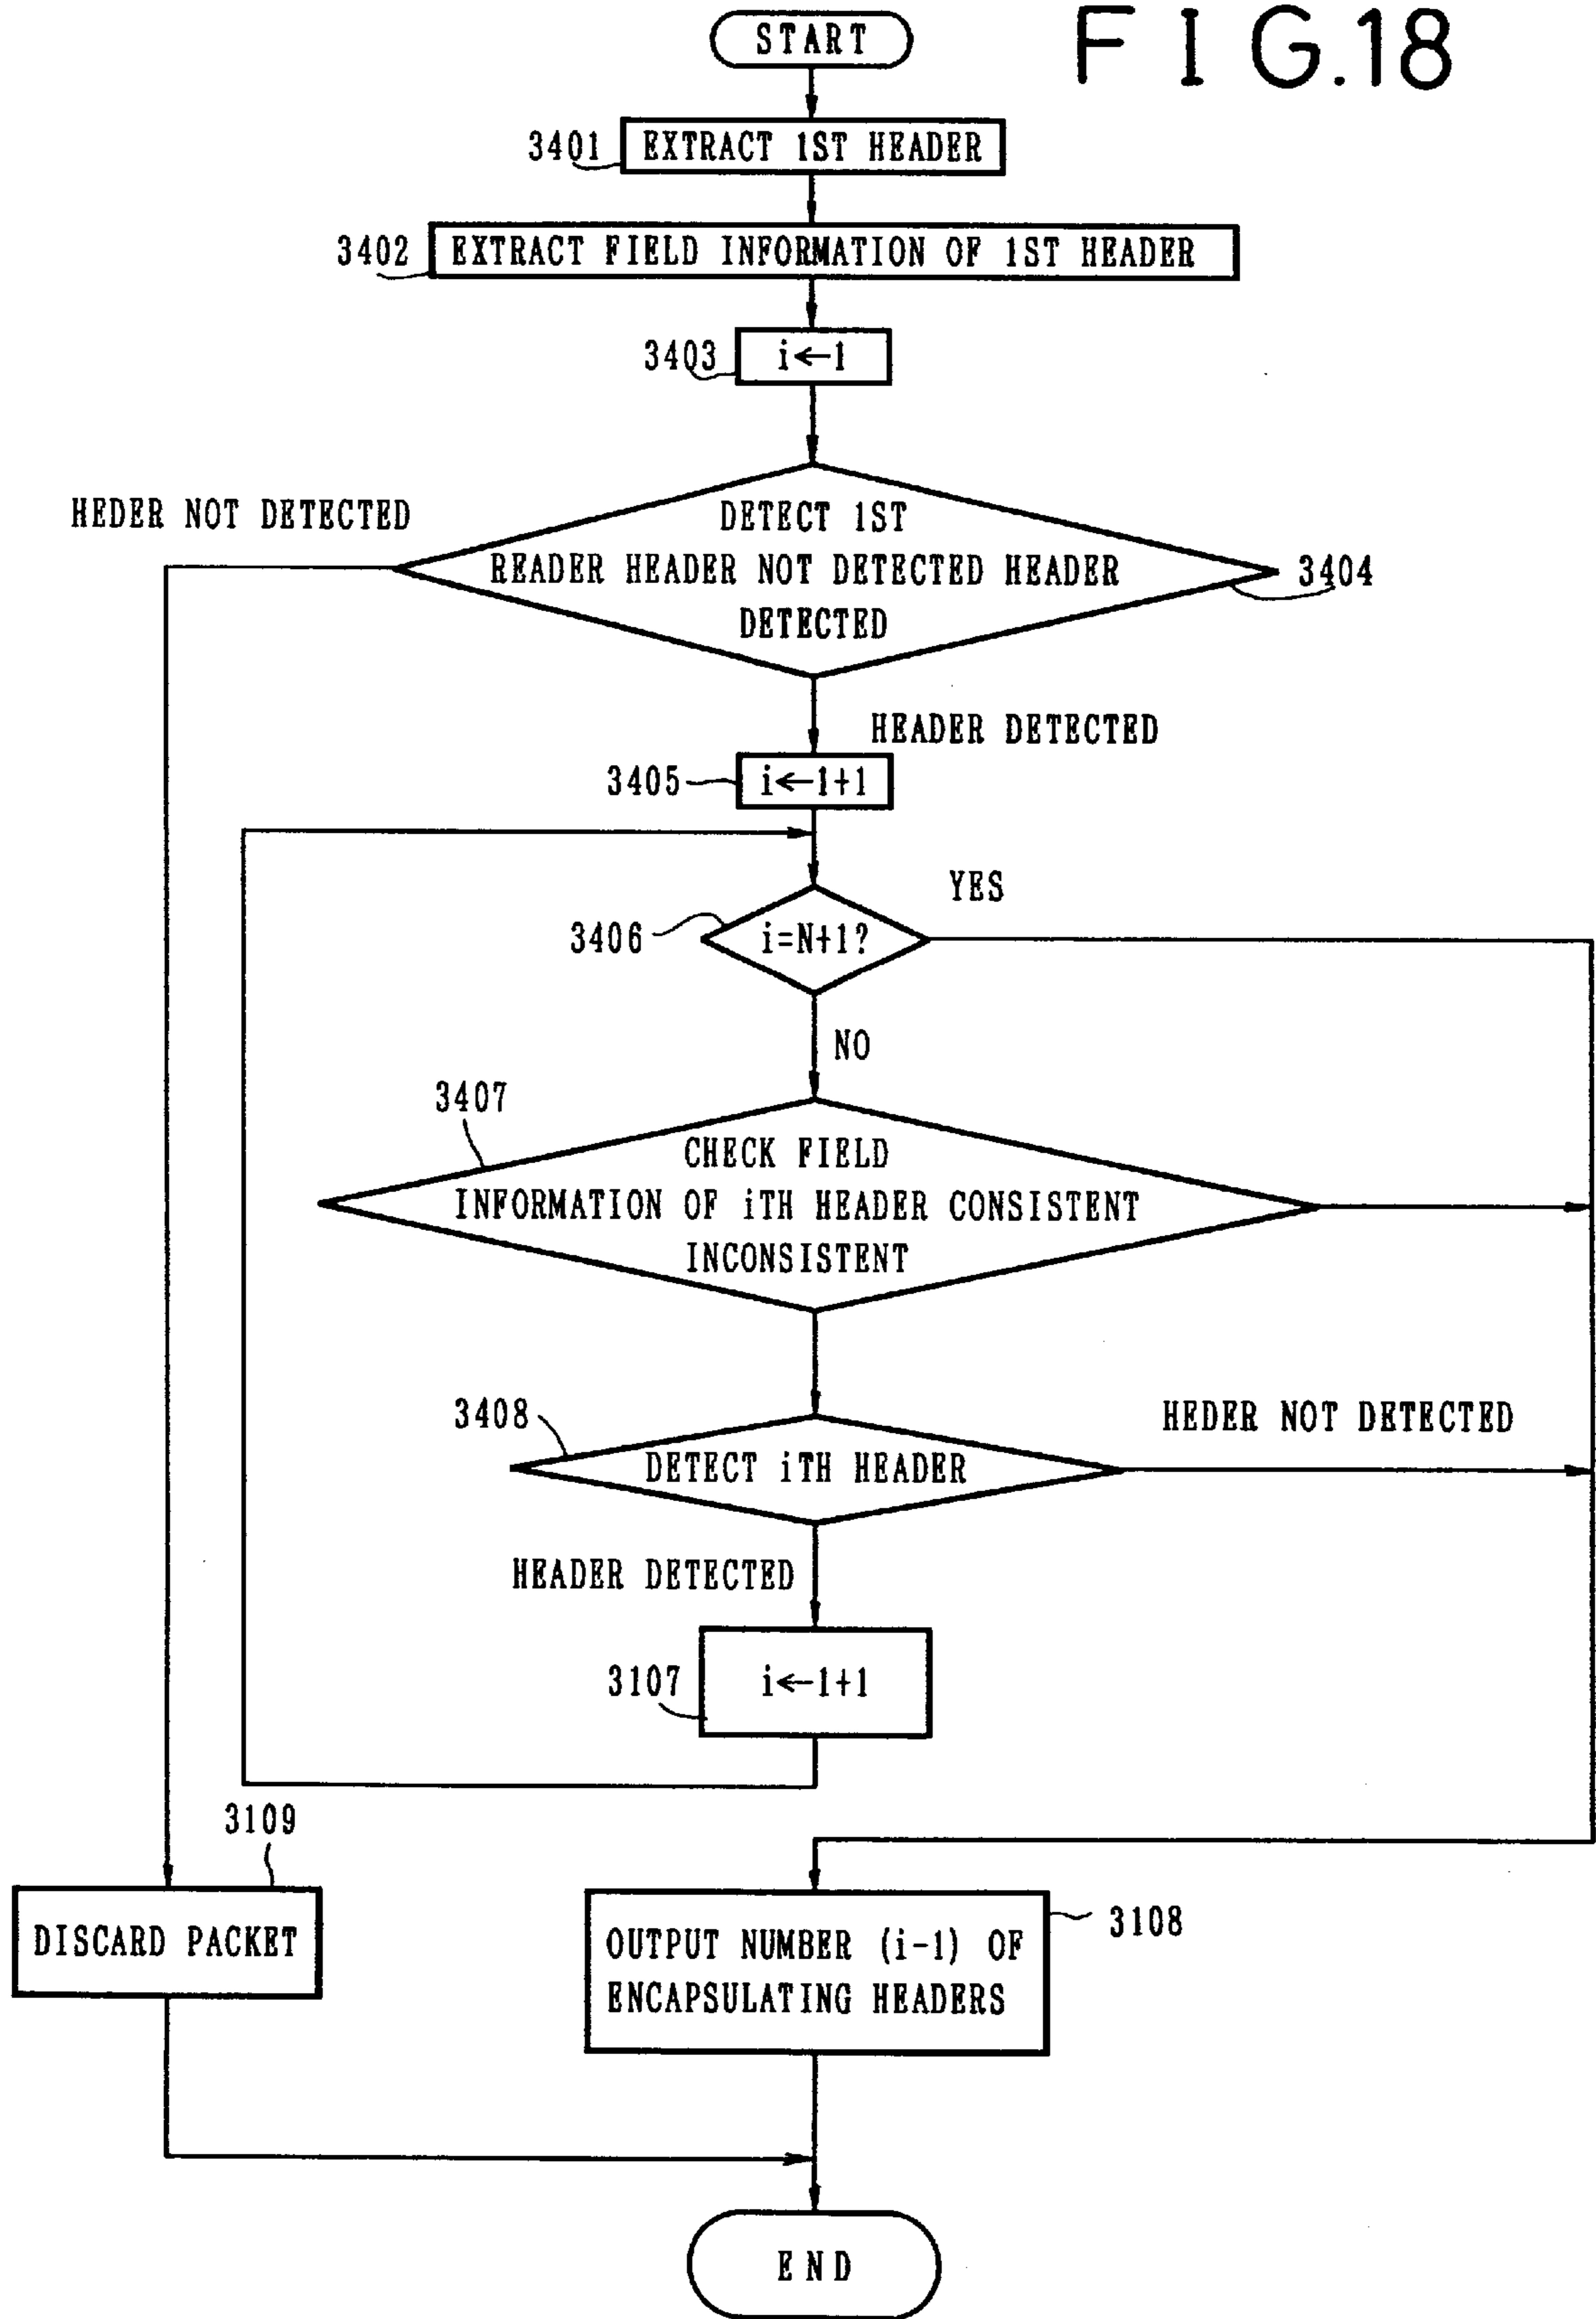 START
FIG.18
3401
EXTRACT 1ST HEADER
3402
EXTRACT FIELD INFORMATION OF 1ST HEADER
3403
i←1
HEDER NOT DETECTED
DETECT 1ST
READER HEADER NOT DETECTED HEADER
DETECTED
3404
HEADER DETECTED
3405
i←1+1
YES
3406
i=N+1?
NO
3407
CHECK FIELD
INFORMATION OF iTH HEADER CONSISTENT
INCONSISTENT
3408
HEDER NOT DETECTED
DETECT iTH HEADER
HEADER DETECTED
3107
i←1+1
3109
DISCARD PACKET
3108
OUTPUT NUMBER (i-1) OF
ENCAPSULATING HEADERS
END